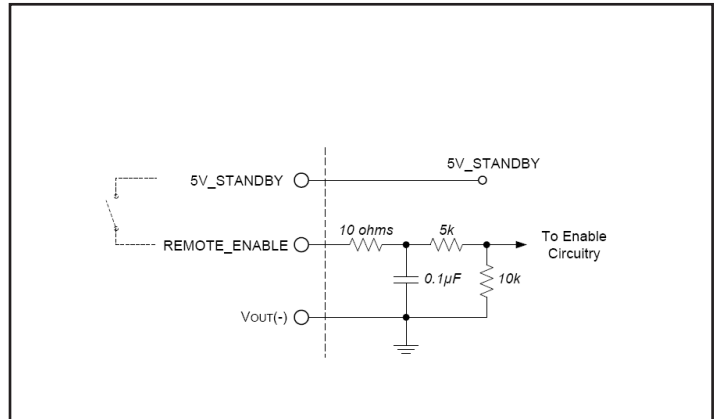 5V_STANDBY
5V_STANDBY
REMOTE_ENABLE
10 ohms
5k
To Enable
Circuitry
0.1µF
10k
VOUT(-)